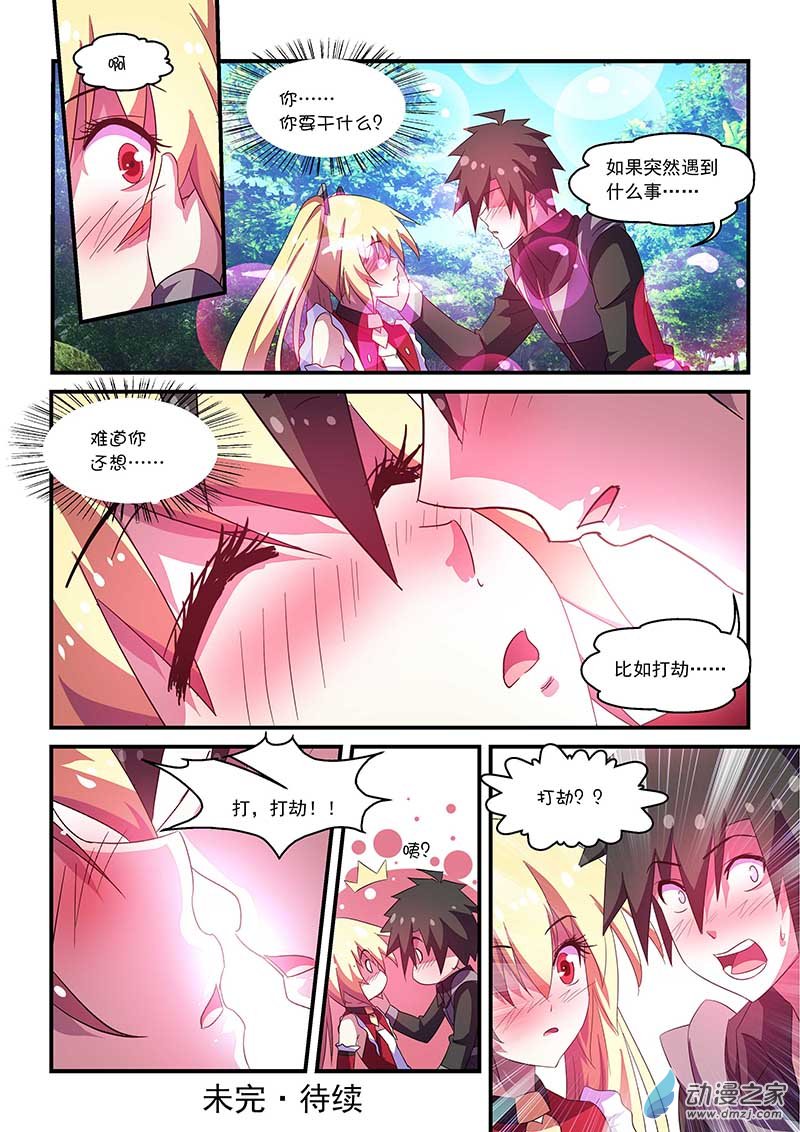 啊
你……
你要干什么?
如果突然遇到
什么事……
难道你
还想……
比如打劫……
打，打劫！！
咦?
打劫？？
未完·待续
动漫之家
www.dmzj.com